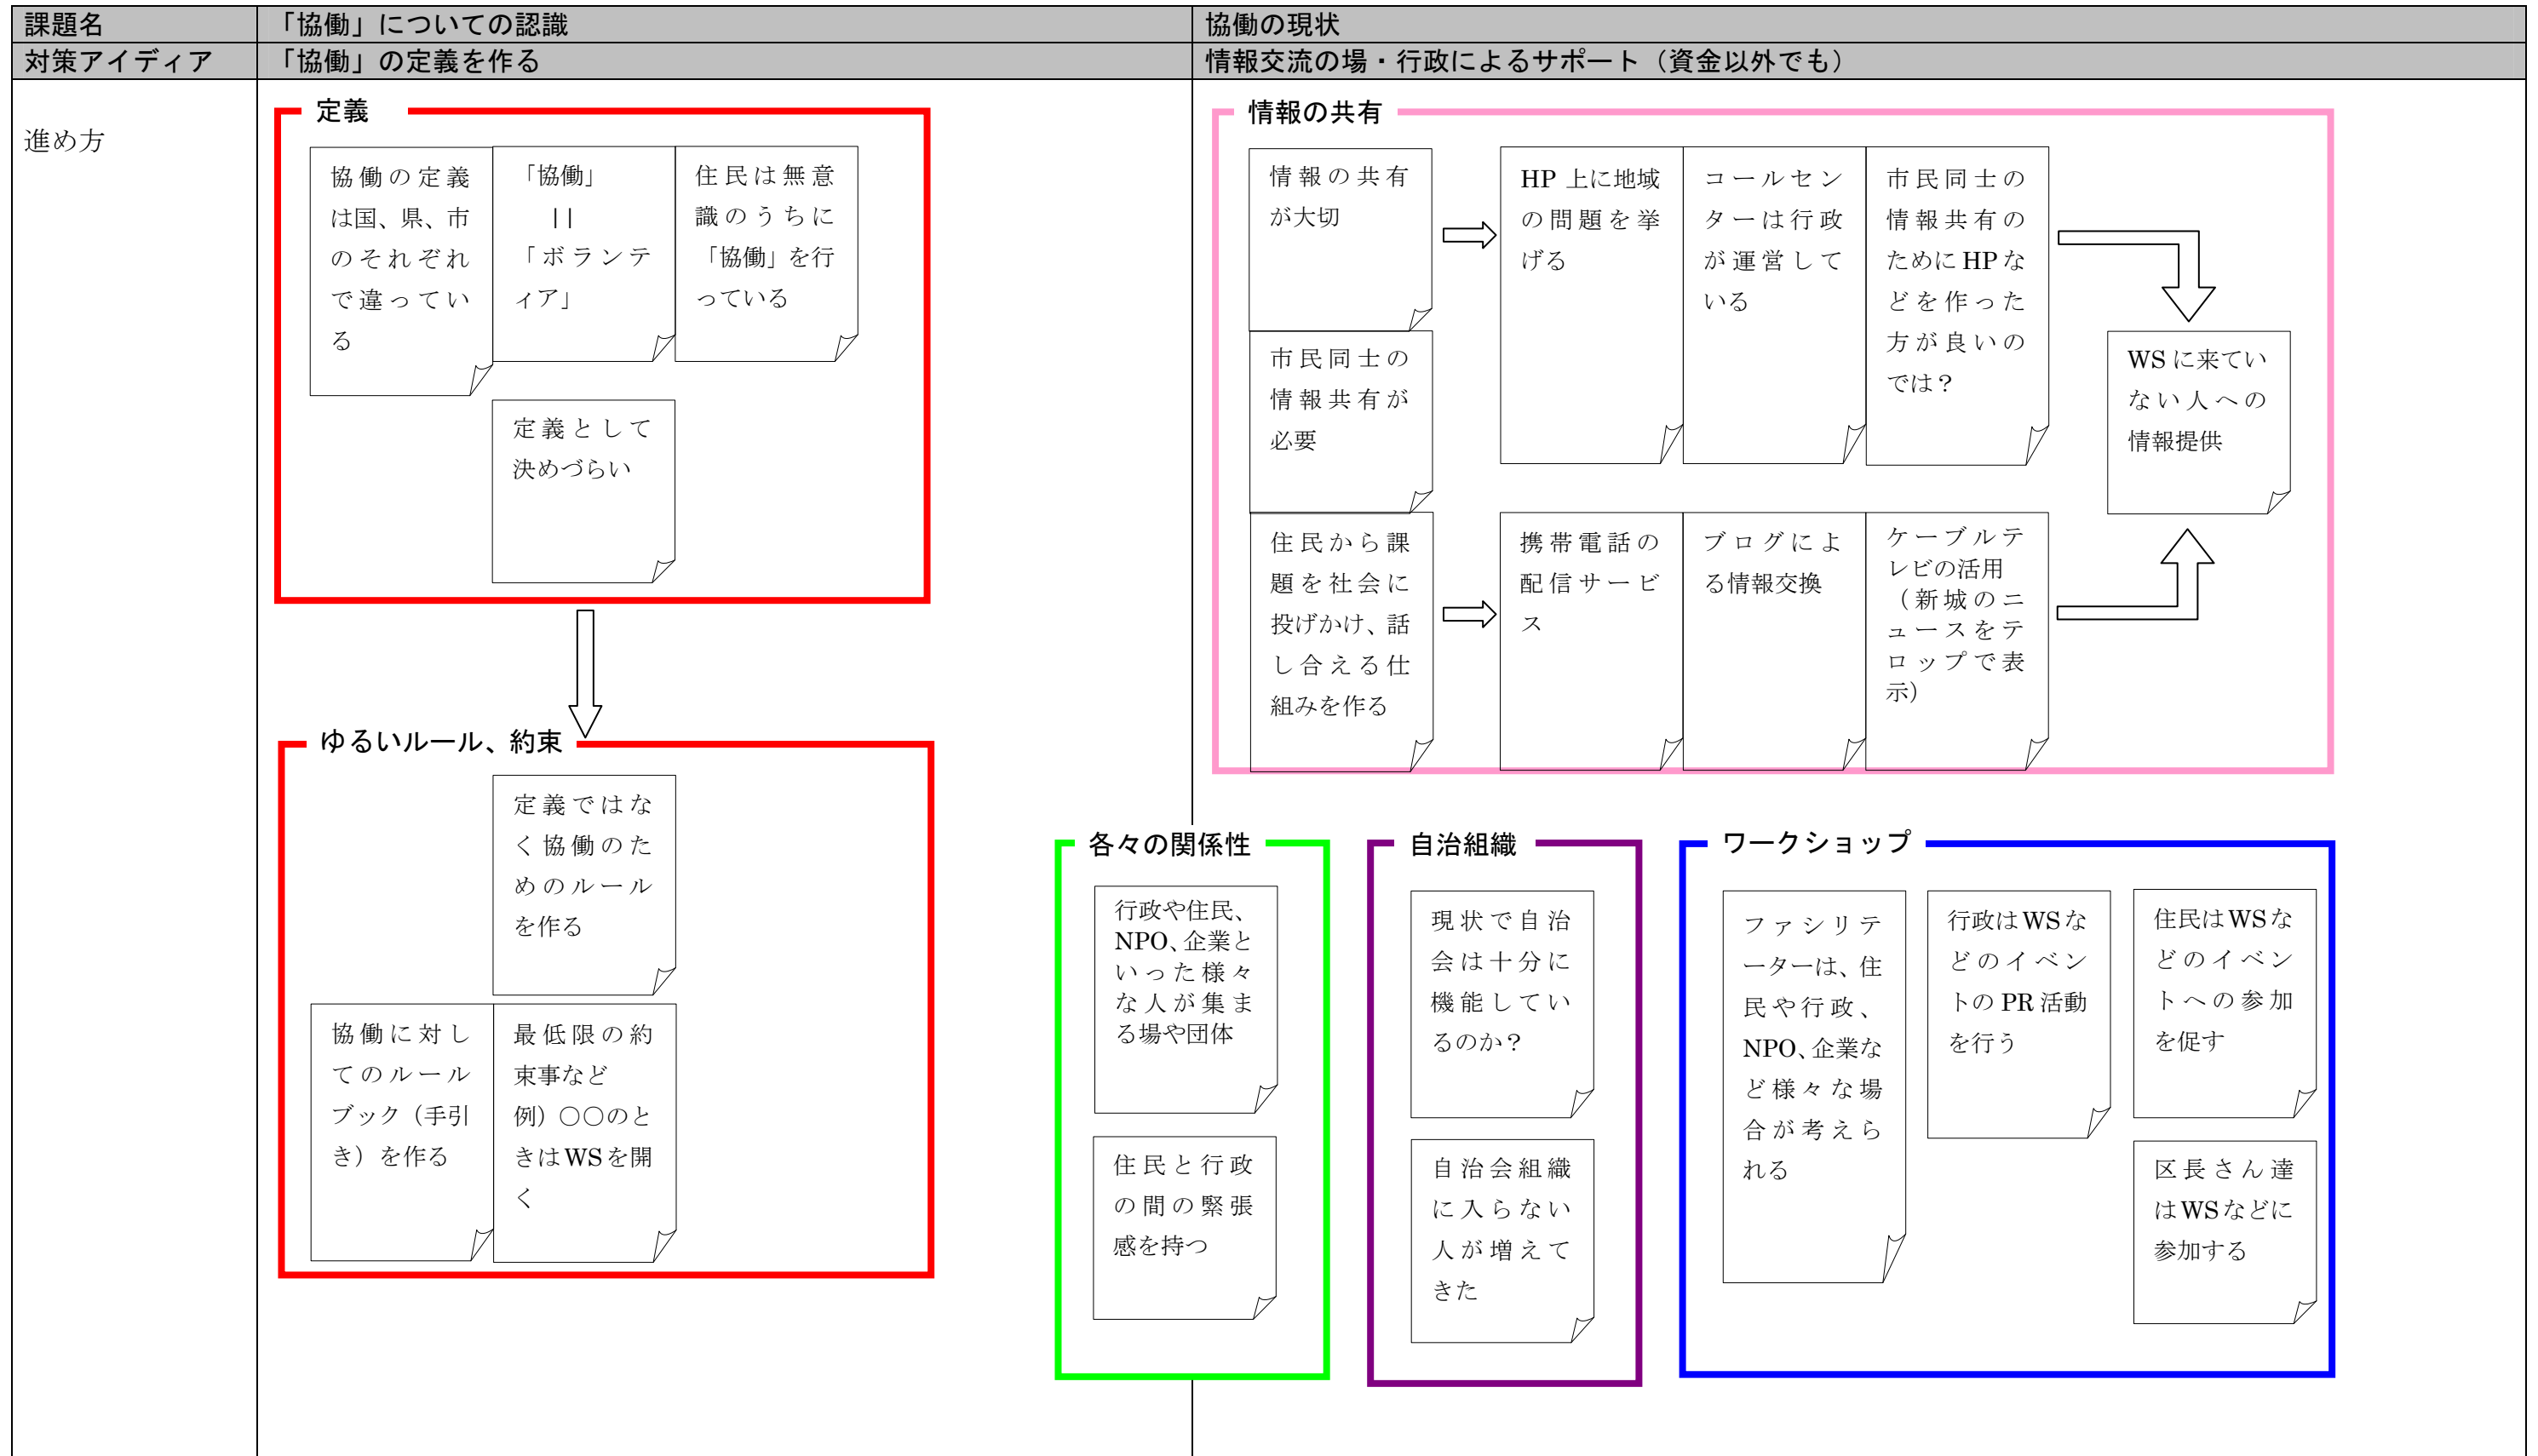 課題名
「協働」についての認識
協働の現状
対策アイディア
「協働」の定義を作る
情報交流の場・行政によるサポート（資金以外でも）
進め方
定義
協働の定義
は国、県、市
のそれぞれ
で違ってい
る
「協働」
||
「ボランテ
ィア」
住民は無意
識のうちに
「協働」を行
っている
定義として
決めづらい
ゆるいルール、約束
定義ではな
く協働のた
めのルール
を作る
協働に対し
てのルール
ブック（手引
き）を作る
最低限の約
束事など
例）〇〇のと
きはWSを開
く
情報の共有
情報の共有
が大切
市民同士の
情報共有が
必要
住民から課
題を社会に
投げかけ、話
し合える仕
組みを作る
HP 上に地域
の問題を挙
げる
コールセン
ターは行政
が運営して
いる
市民同士の
情報共有の
ためにHPな
どを作った
方が良いの
では？
携帯電話の
配信サービ
ス
ブログによ
る情報交換
ケーブルテ
レビの活用
（新城のニ
ュースをテ
ロップで表
示）
WSに来てい
ない人への
情報提供
各々の関係性
行政や住民、
NPO、企業と
いった様々
な人が集ま
る場や団体
住民と行政
の間の緊張
感を持つ
自治組織
現状で自治
会は十分に
機能してい
るのか？
自治会組織
に入らない
人が増えて
きた
ワークショップ
ファシリテ
ーターは、住
民や行政、
NPO、企業な
ど様々な場
合が考えら
れる
行政はWSな
どのイベン
トのPR活動
を行う
住民はWSな
どのイベン
トへの参加
を促す
区長さん達
はWSなどに
参加する